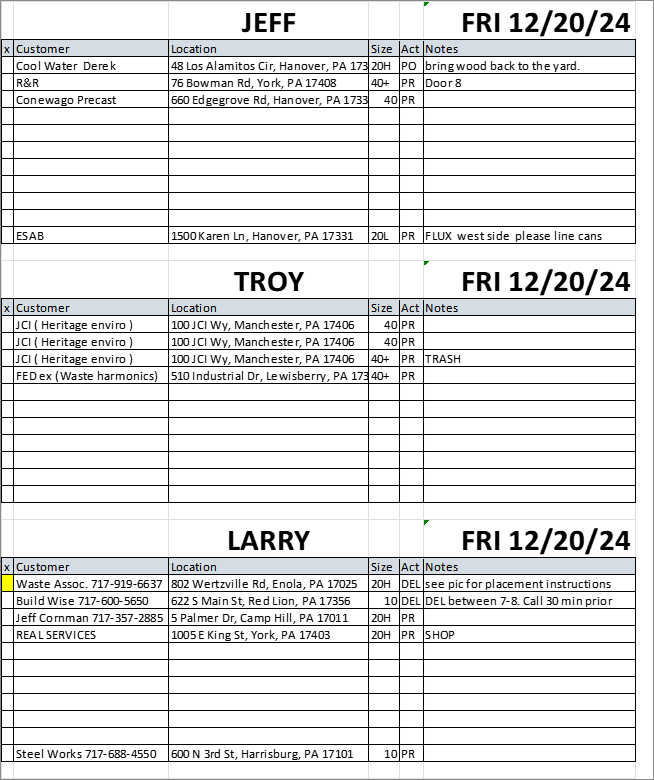 JEFF FRI 12/20/24
x Customer Location Size Act Notes
Cool Water Derek 48 Los Alamitos Cir, Hanover, PA 173 20H PO bring wood back to the yard.
R&R 76 Bowman Rd, York, PA 17408 40+ PR Door 8
Conewago Precast 660 Edgegrove Rd, Hanover, PA 1733 40 PR
ESAB 1500 Karen Ln, Hanover, PA 17331 20L PR FLUX west side please line cans
TROY FRI 12/20/24
x Customer Location Size Act Notes
JCI ( Heritage enviro ) 100 JCI Wy, Manchester, PA 17406 40 PR
JCI ( Heritage enviro ) 100 JCI Wy, Manchester, PA 17406 40 PR
JCI ( Heritage enviro ) 100 JCI Wy, Manchester, PA 17406 40+ PR TRASH
FED ex (Waste harmonics) 510 Industrial Dr, Lewisberry, PA 173 40+ PR
LARRY FRI 12/20/24
x Customer Location Size Act Notes
Waste Assoc. 717-919-6637 802 Wertzville Rd, Enola, PA 17025 20H DEL see pic for placement instructions
Build Wise 717-600-5650 622 S Main St, Red Lion, PA 17356 10 DEL DEL between 7-8. Call 30 min prior
Jeff Cornman 717-357-2885 5 Palmer Dr, Camp Hill, PA 17011 20H PR
REAL SERVICES 1005 E King St, York, PA 17403 20H PR SHOP
Steel Works 717-688-4550 600 N 3rd St, Harrisburg, PA 17101 10 PR